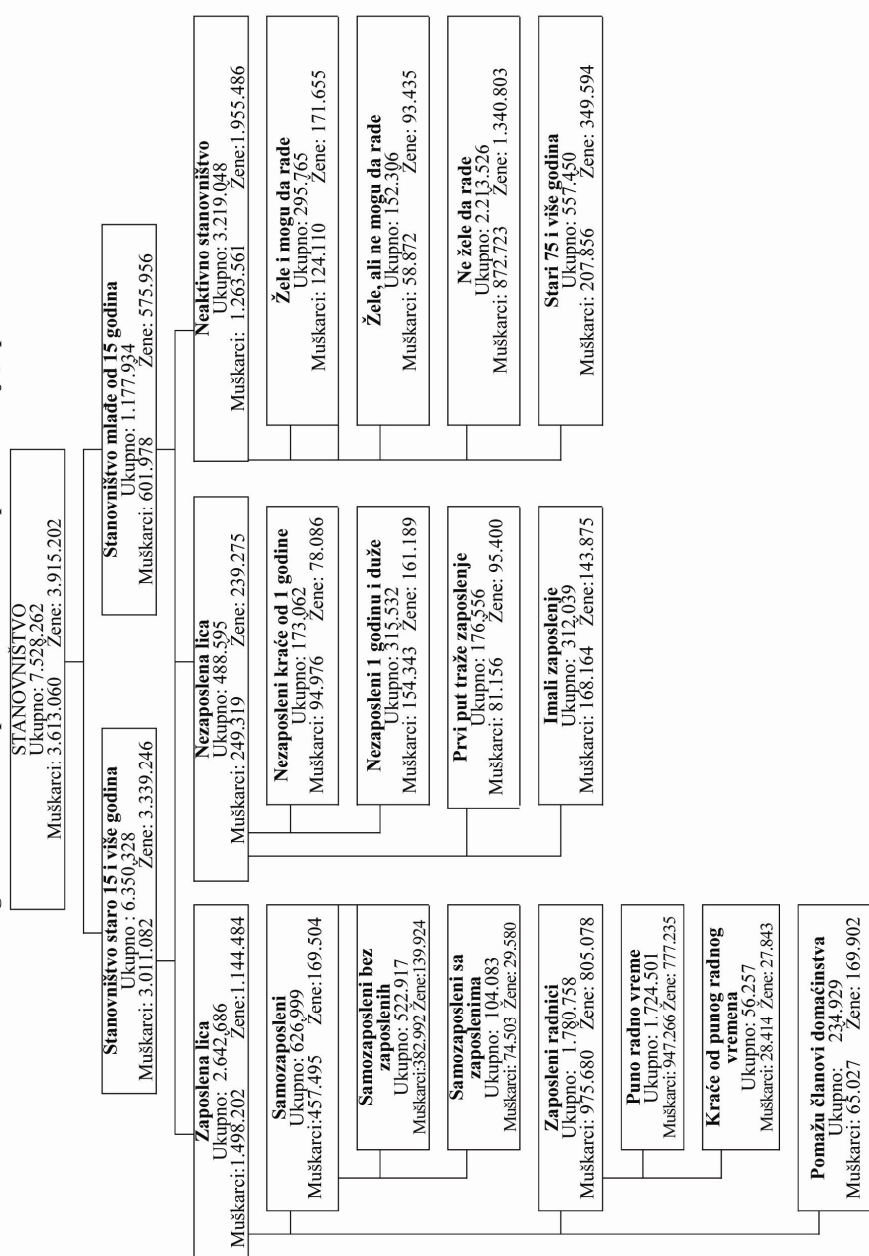 STANOVNIŠTVO
Ukupno: 7.528.262
Muškarci: 3.613.060 Žene: 3.915.202
Stanovništvo staro 15 i više godina
Ukupno : 6.350.328
Muškarci: 3.011.082 Žene: 3.339.246
Stanovništvo mlađe od 15 godina
Ukupno: 1.177.934
Muškarci: 601.978 Žene: 575.956
Zaposlena lica
Ukupno: 2.642.686
Muškarci:1.498.202 Žene:1.144.484
Samozaposleni
Ukupno: 626.999
Muškarci:457.495 Žene:169.504
Samozaposleni bez
zaposlenih
Ukupno: 522.917
Muškarci:382.992 Žene:139.924
Samozaposleni sa
zaposlenima
Ukupno: 104.083
Muškarci: 74.503 Žene: 29.580
Zaposleni radnici
Ukupno: 1.780.758
Muškarci: 975.680 Žene: 805.078
Puno radno vreme
Ukupno: 1.724.501
Muškarci: 947.266 Žene: 777.235
Kraće od punog radnog
vremena
Ukupno: 56.257
Muškarci: 28.414 Žene: 27.843
Pomažu članovi domaćinstva
Ukupno: 234.929
Muškarci: 65.027 Žene: 169.902
Nezaposlena lica
Ukupno: 488.595
Muškarci: 249.319 Žene: 239.275
Nezaposleni kraće od 1 godine
Ukupno: 173.062
Muškarci: 94.976 Žene: 78.086
Nezaposleni 1 godinu i duže
Ukupno: 315.532
Muškarci: 154.343 Žene: 161.189
Prvi put traže zaposlenje
Ukupno: 176.556
Muškarci: 81.156 Žene: 95.400
Imali zaposlenje
Ukupno: 312.039
Muškarci: 168.164 Žene:143.875
Neaktivno stanovništvo
Ukupno: 3.219.048
Muškarci: 1.263.561 Žene:1.955.486
Žele i mogu da rade
Ukupno: 295.765
Muškarci: 124.110 Žene: 171.655
Žele, ali ne mogu da rade
Ukupno: 152.306
Muškarci: 58.872 Žene: 93.435
Ne žele da rade
Ukupno: 2.213.526
Muškarci: 872.723 Žene: 1.340.803
Stari 75 i više godina
Ukupno: 557.450
Muškarci: 207.856 Žene: 349.594